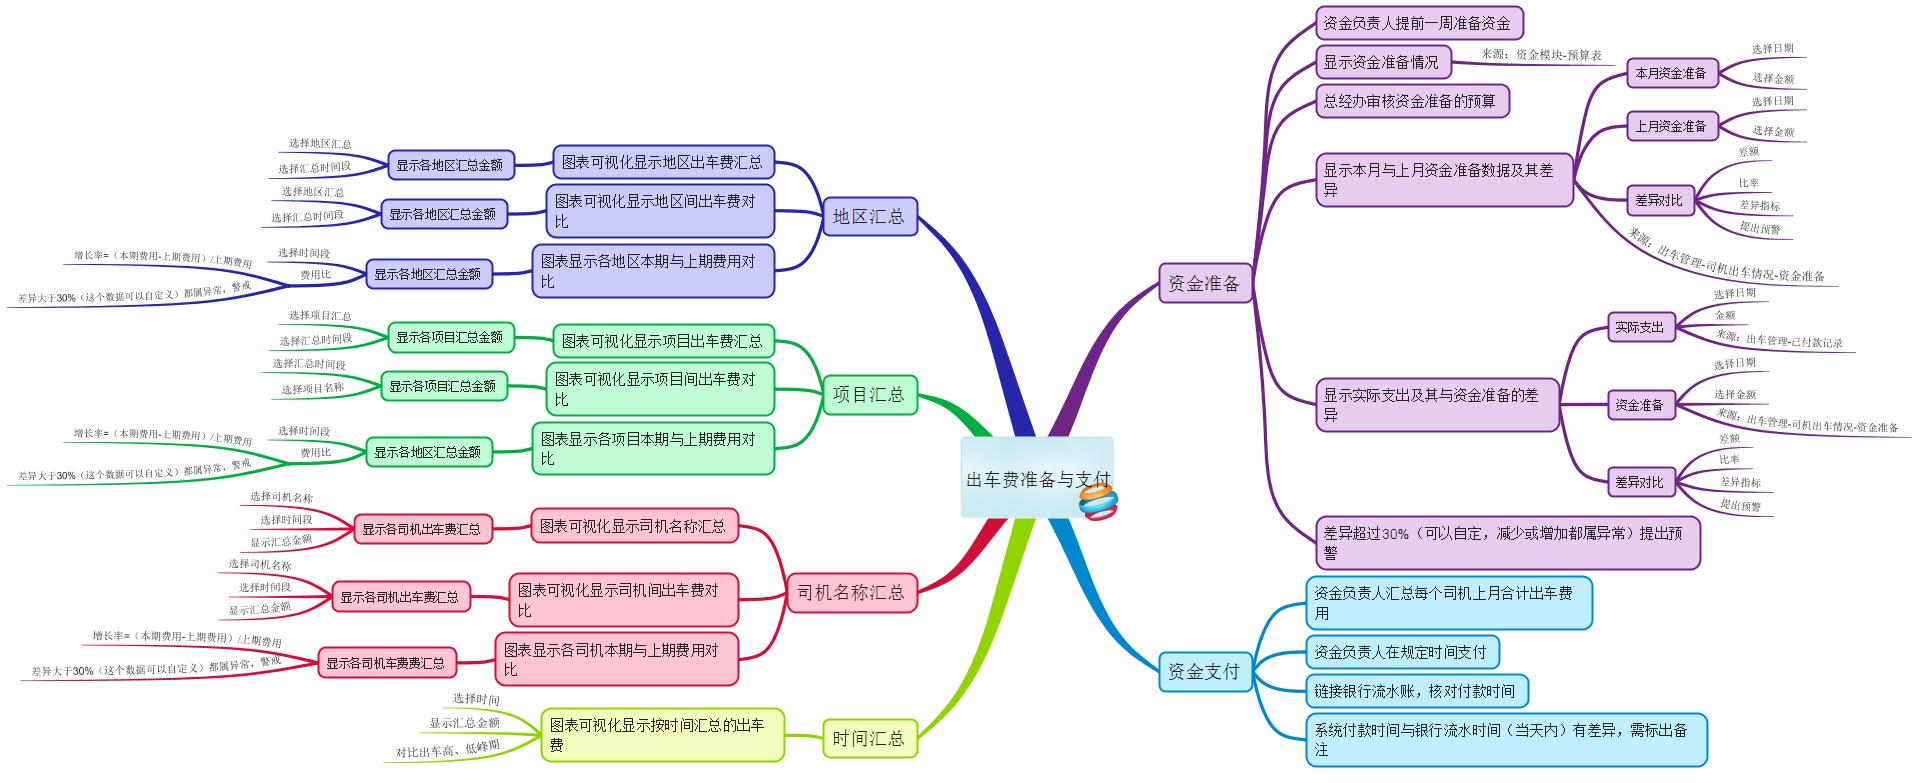 出车费准备与支付
资金准备
资金负责人提前一周准备资金
显示资金准备情况
来源：资金模块-预算表
总经办审核资金准备的预算
显示本月与上月资金准备数据及其差
异
本月资金准备
选择日期
选择金额
上月资金准备
选择日期
选择金额
差异对比
差额
比率
差异指标
提出预警
来源：出车管理-司机出车情况-资金准备
显示实际支出及其与资金准备的差
异
实际支出
选择日期
金额
来源：出车管理-已付款记录
资金准备
选择日期
选择金额
来源：出车管理-司机出车情况-资金准备
差异对比
差额
比率
差异指标
提出预警
差异超过30%（可以自定，减少或增加都属异常）提出预
警
资金支付
资金负责人汇总每个司机上月合计出车费
用
资金负责人在规定时间支付
链接银行流水账，核对付款时间
系统付款时间与银行流水时间（当天内）有差异，需标出备
注
地区汇总
图表可视化显示地区出车费汇总
显示各地区汇总金额
选择地区汇总
选择汇总时间段
图表可视化显示地区间出车费对
比
显示各地区汇总金额
选择地区汇总
选择汇总时间段
图表显示各地区本期与上期费用对
比
显示各地区汇总金额
选择时间段
费用比
增长率=（本期费用-上期费用）/上期费用
差异大于30%（这个数据可以自定义）都属异常，警戒
项目汇总
图表可视化显示项目出车费汇总
显示各项目汇总金额
选择项目汇总
选择汇总时间段
图表可视化显示项目间出车费对
比
显示各项目汇总金额
选择汇总时间段
选择项目名称
图表显示各项目本期与上期费用对
比
显示各地区汇总金额
选择时间段
费用比
增长率=（本期费用-上期费用）/上期费用
差异大于30%（这个数据可以自定义）都属异常，警戒
司机名称汇总
图表可视化显示司机名称汇总
显示各司机出车费汇总
选择司机名称
选择时间段
显示汇总金额
图表可视化显示司机间出车费对
比
显示各司机出车费汇总
选择司机名称
选择时间段
显示汇总金额
图表显示各司机本期与上期费用对
比
显示各司机车费费汇总
增长率=（本期费用-上期费用）/上期费用
差异大于30%（这个数据可以自定义）都属异常，警戒
时间汇总
图表可视化显示按时间汇总的出车
费
选择时间
显示汇总金额
对比出车高、低峰期